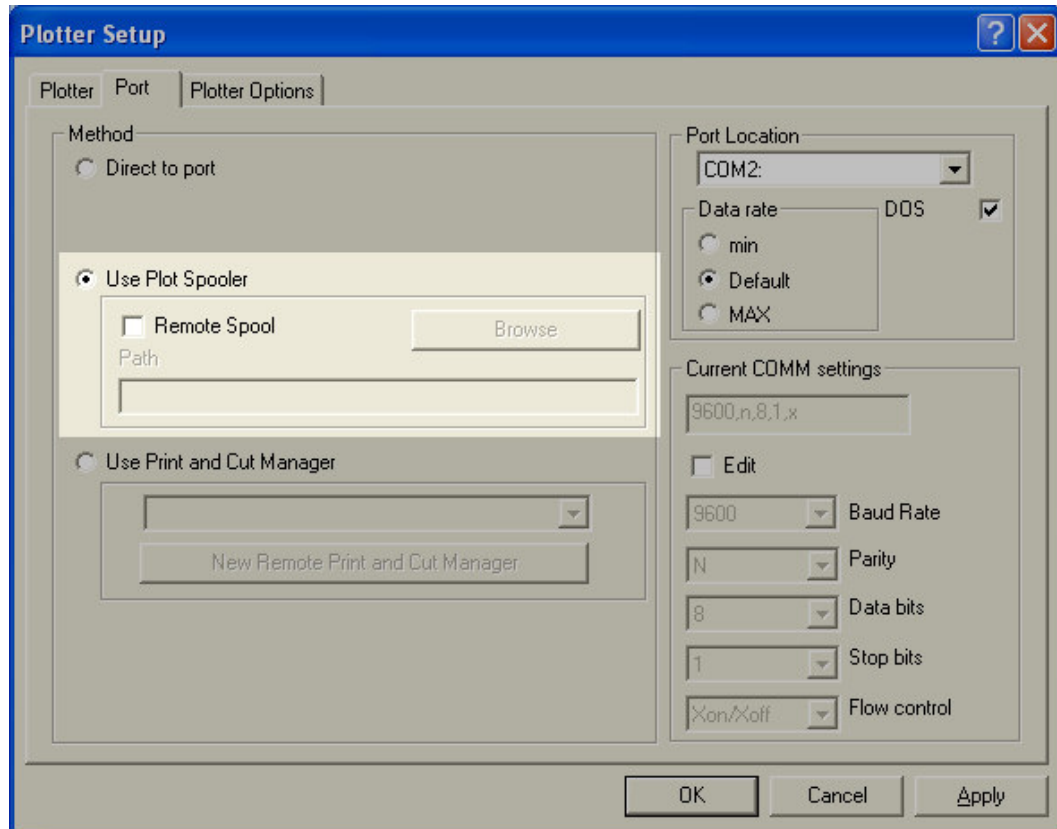 Plotter Setup
Plotter Port Plotter Options
Method
Direct to port
Use Plot Spooler
Remote Spool Browse
Path
Use Print and Cut Manager
New Remote Print and Cut Manager
Port Location
COM2:
Data rate DOS
min
Default
MAX
Current COMM settings
9600,n,8,1,x
Edit
9600 Baud Rate
N Parity
8 Data bits
1 Stop bits
Xon/Xoff Flow control
OK Cancel Apply